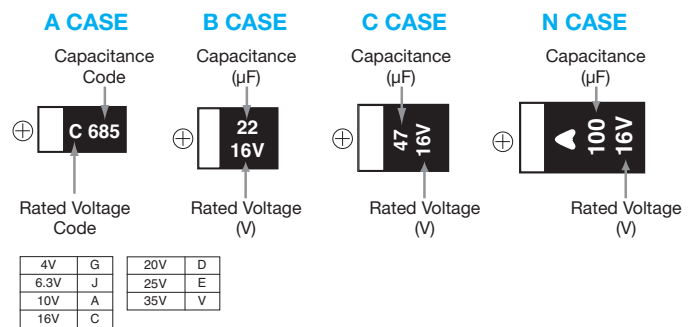 A CASE
B CASE
C CASE
N CASE
Capacitance
Code
Capacitance
(µF)
Capacitance
(µF)
Capacitance
(µF)
C 685
22
16V
47
16V
100
16V
Rated Voltage
Code
Rated Voltage
(V)
Rated Voltage
(V)
Rated Voltage
(V)
4V G
6.3V J
10V A
16V C
20V D
25V E
35V V